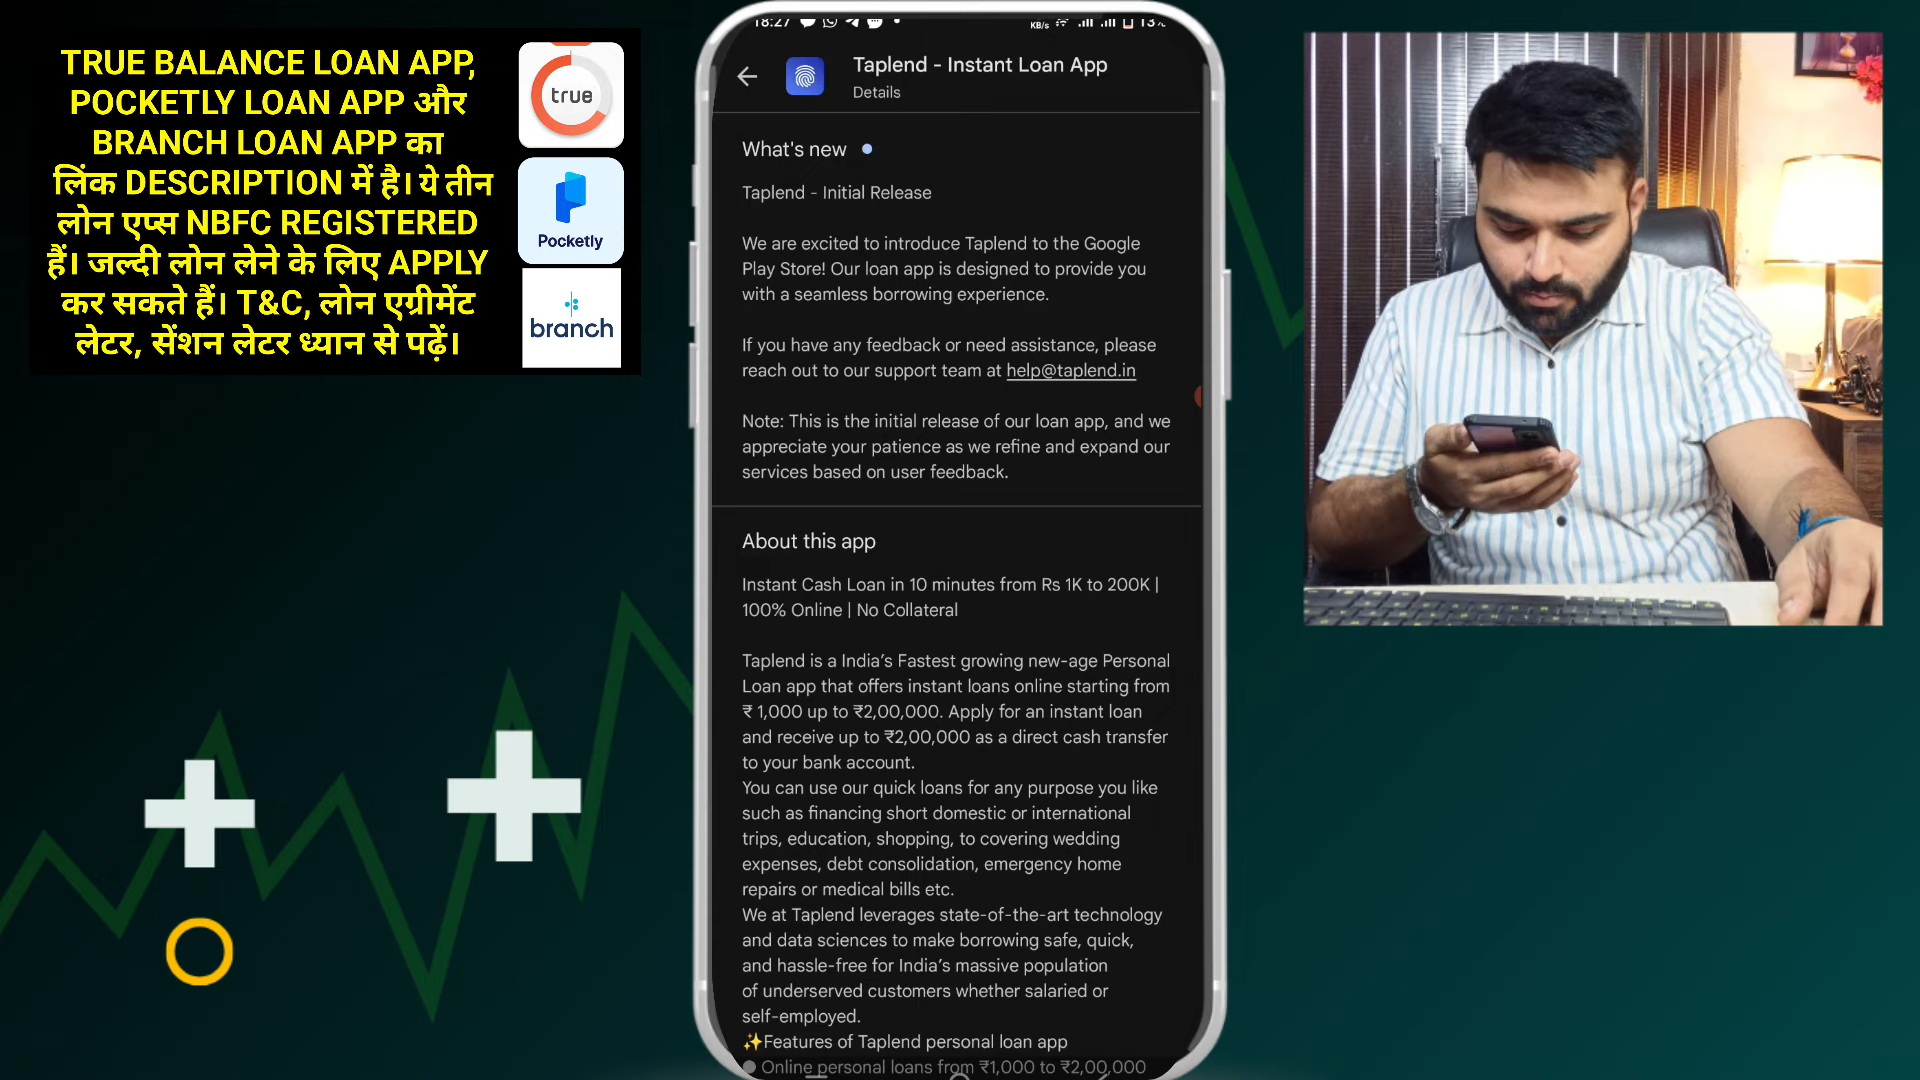 TRUE BALANCE LOAN APP,
POCKETLY LOAN APP और
BRANCH LOAN APP का
लिंक DESCRIPTION में है। ये तीन
लोन एप्स NBFC REGISTERED
हैं। जल्दी लोन लेने के लिए APPLY
कर सकते हैं। T&C, लोन एग्रीमेंट
लेटर, सेंशन लेटर ध्यान से पढ़ें।
true
Pocketly
branch
18:27
KB/s
13%
Taplend - Instant Loan App
Details
What's new
Taplend - Initial Release
We are excited to introduce Taplend to the Google
Play Store! Our loan app is designed to provide you
with a seamless borrowing experience.
If you have any feedback or need assistance, please
reach out to our support team at help@taplend.in
Note: This is the initial release of our loan app, and we
appreciate your patience as we refine and expand our
services based on user feedback.
About this app
Instant Cash Loan in 10 minutes from Rs 1K to 200K |
100% Online | No Collateral
Taplend is a India’s Fastest growing new-age Personal
Loan app that offers instant loans online starting from
₹ 1,000 up to ₹2,00,000. Apply for an instant loan
and receive up to ₹2,00,000 as a direct cash transfer
to your bank account.
You can use our quick loans for any purpose you like
such as financing short domestic or international
trips, education, shopping, to covering wedding
expenses, debt consolidation, emergency home
repairs or medical bills etc.
We at Taplend leverages state-of-the-art technology
and data sciences to make borrowing safe, quick,
and hassle-free for India’s massive population
of underserved customers whether salaried or
self-employed.
✨Features of Taplend personal loan app
● Online personal loans from ₹1,000 to ₹2,00,000